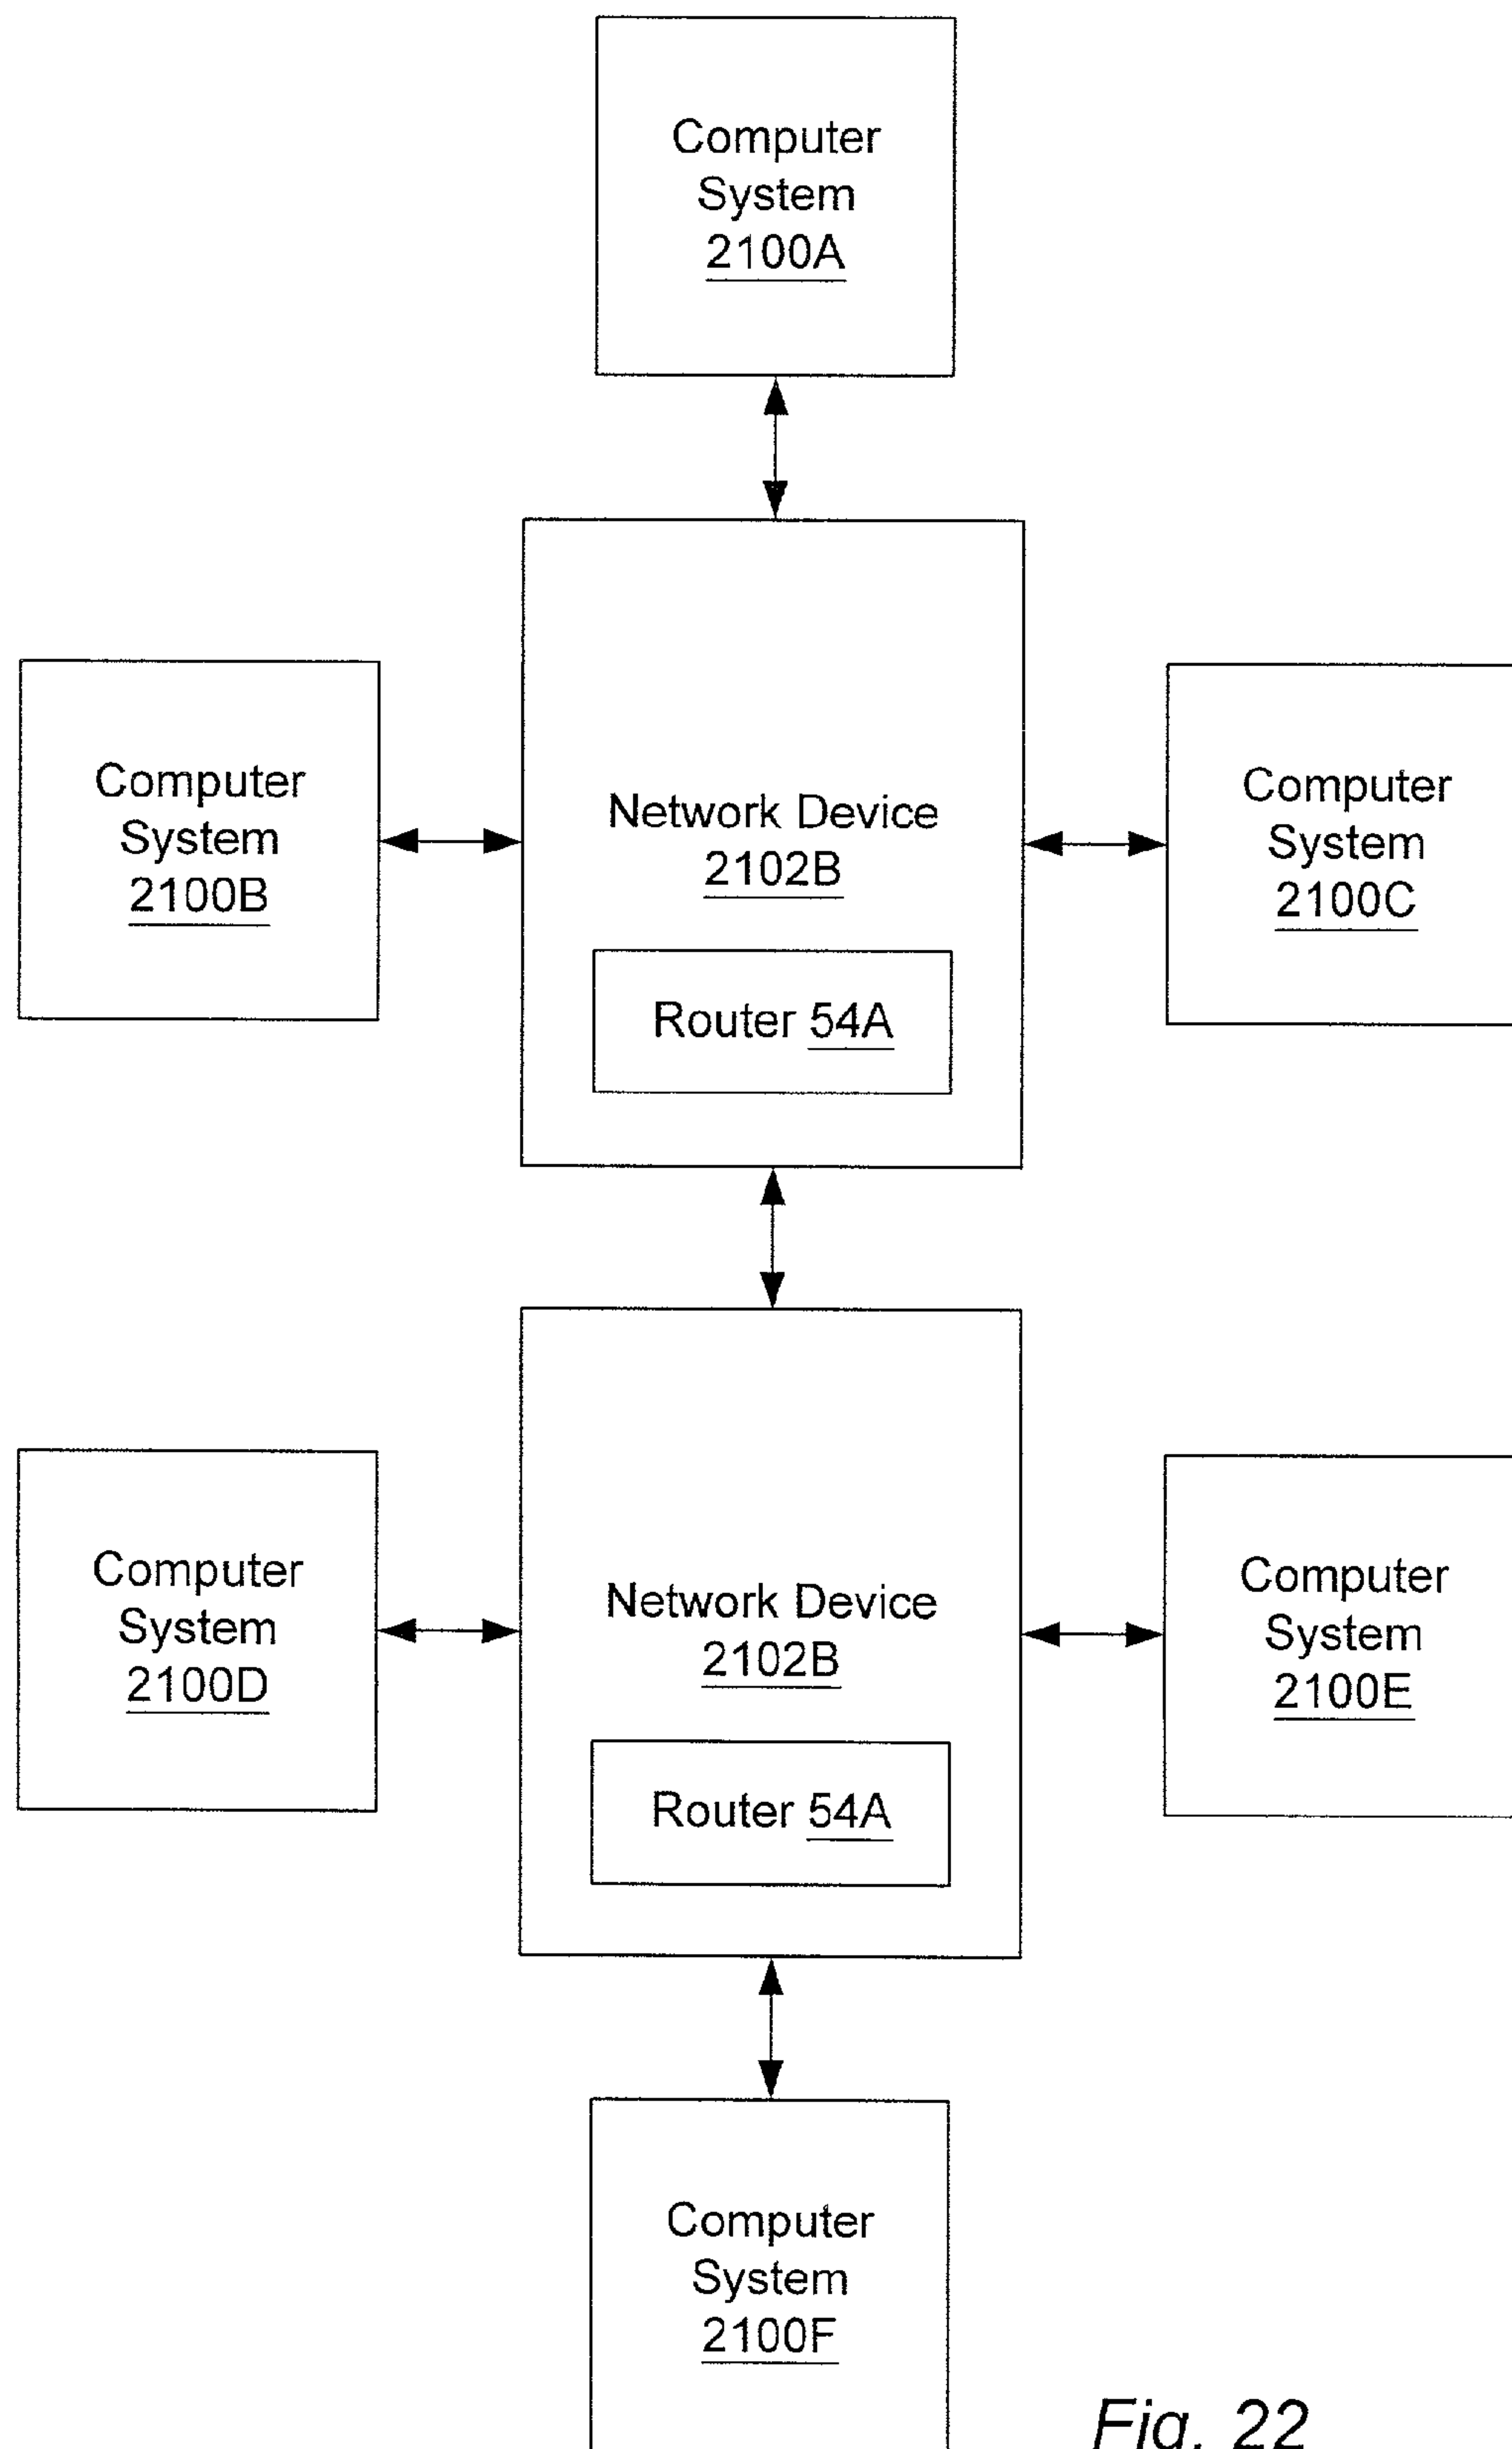 Computer
System
2100A
Network Device
2102B
Router 54A
Computer
System
2100B
Computer
System
2100C
Network Device
2102B
Router 54A
Computer
System
2100D
Computer
System
2100E
Computer
System
2100F
Fig. 22